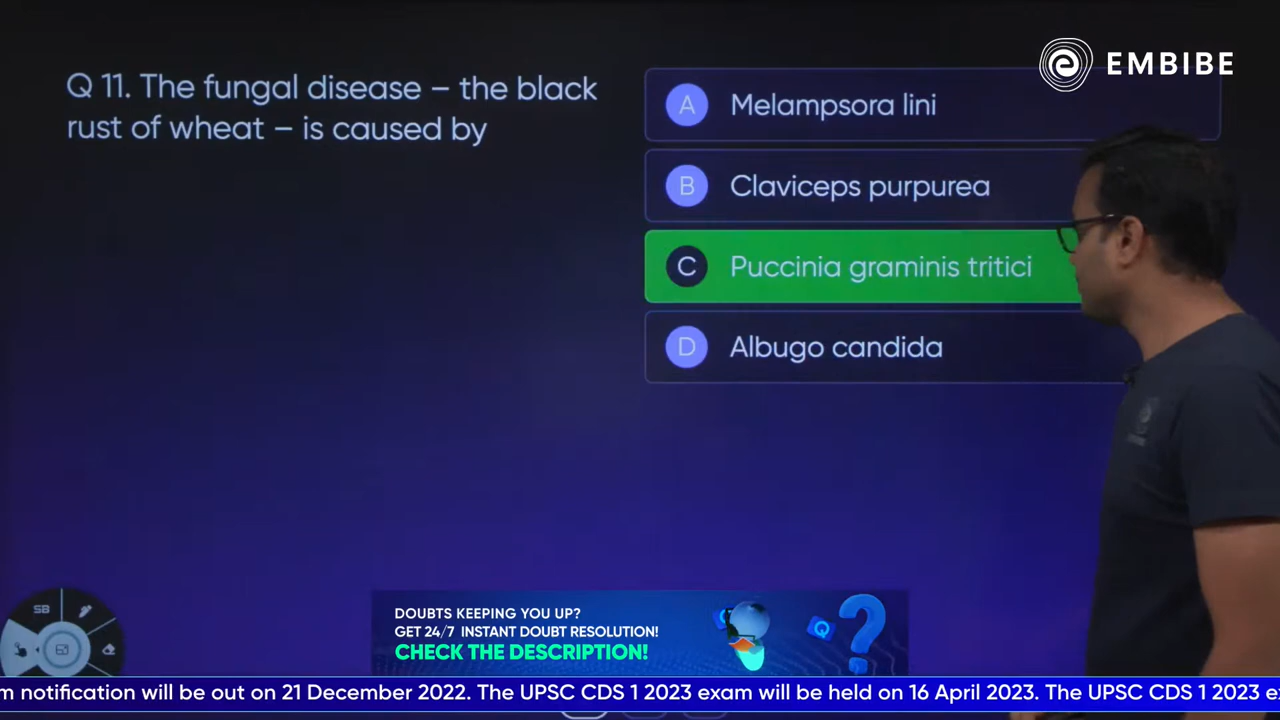 EMBIBE
Q 11. The fungal disease – the black
rust of wheat – is caused by
A Melampsora lini
B Claviceps purpurea
C Puccinia graminis tritici
D Albugo candida
SB
DOUBTS KEEPING YOU UP?
GET 24/7 INSTANT DOUBT RESOLUTION!
CHECK THE DESCRIPTION!
Q
?
m notification will be out on 21 December 2022. The UPSC CDS 1 2023 exam will be held on 16 April 2023. The UPSC CDS 1 2023 e